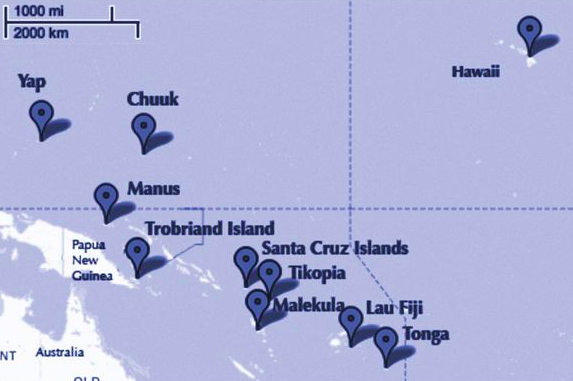 1000 mi
2000 km
Hawaii
Yap
Chuuk
Manus
Trobriand Island
Papua
New
Guinea
Santa Cruz Islands
Tikopia
Malekula
Lau Fiji
Tonga
NT
Australia
QLD